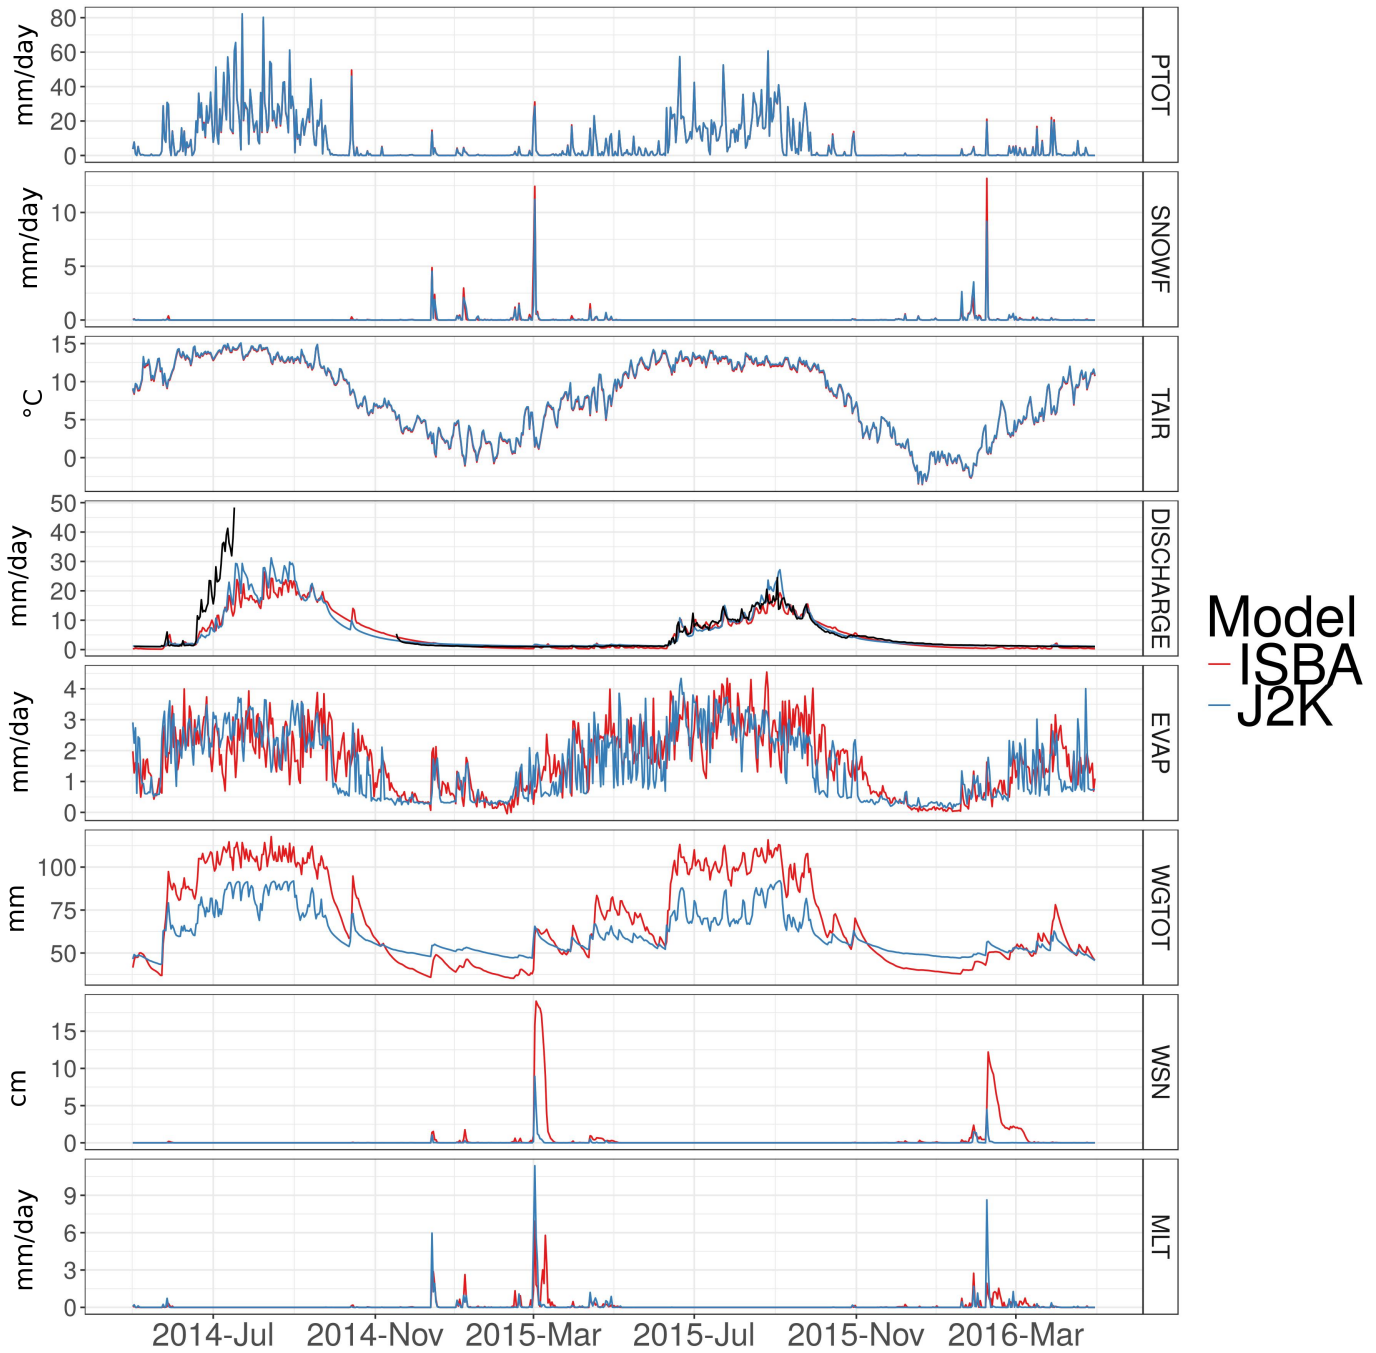 mm/day
80
60
40
20
0
PTOT
mm/day
10
5
0
SNOWF
°C
15
10
5
0
TAIR
mm/day
50
40
30
20
10
0
DISCHARGE
mm/day
4
3
2
1
0
EVAP
mm
100
75
50
WGTOT
cm
15
10
5
0
WSN
mm/day
9
6
3
0
MLT
2014-Jul 2014-Nov 2015-Mar 2015-Jul 2015-Nov 2016-Mar
Model
ISBA
J2K